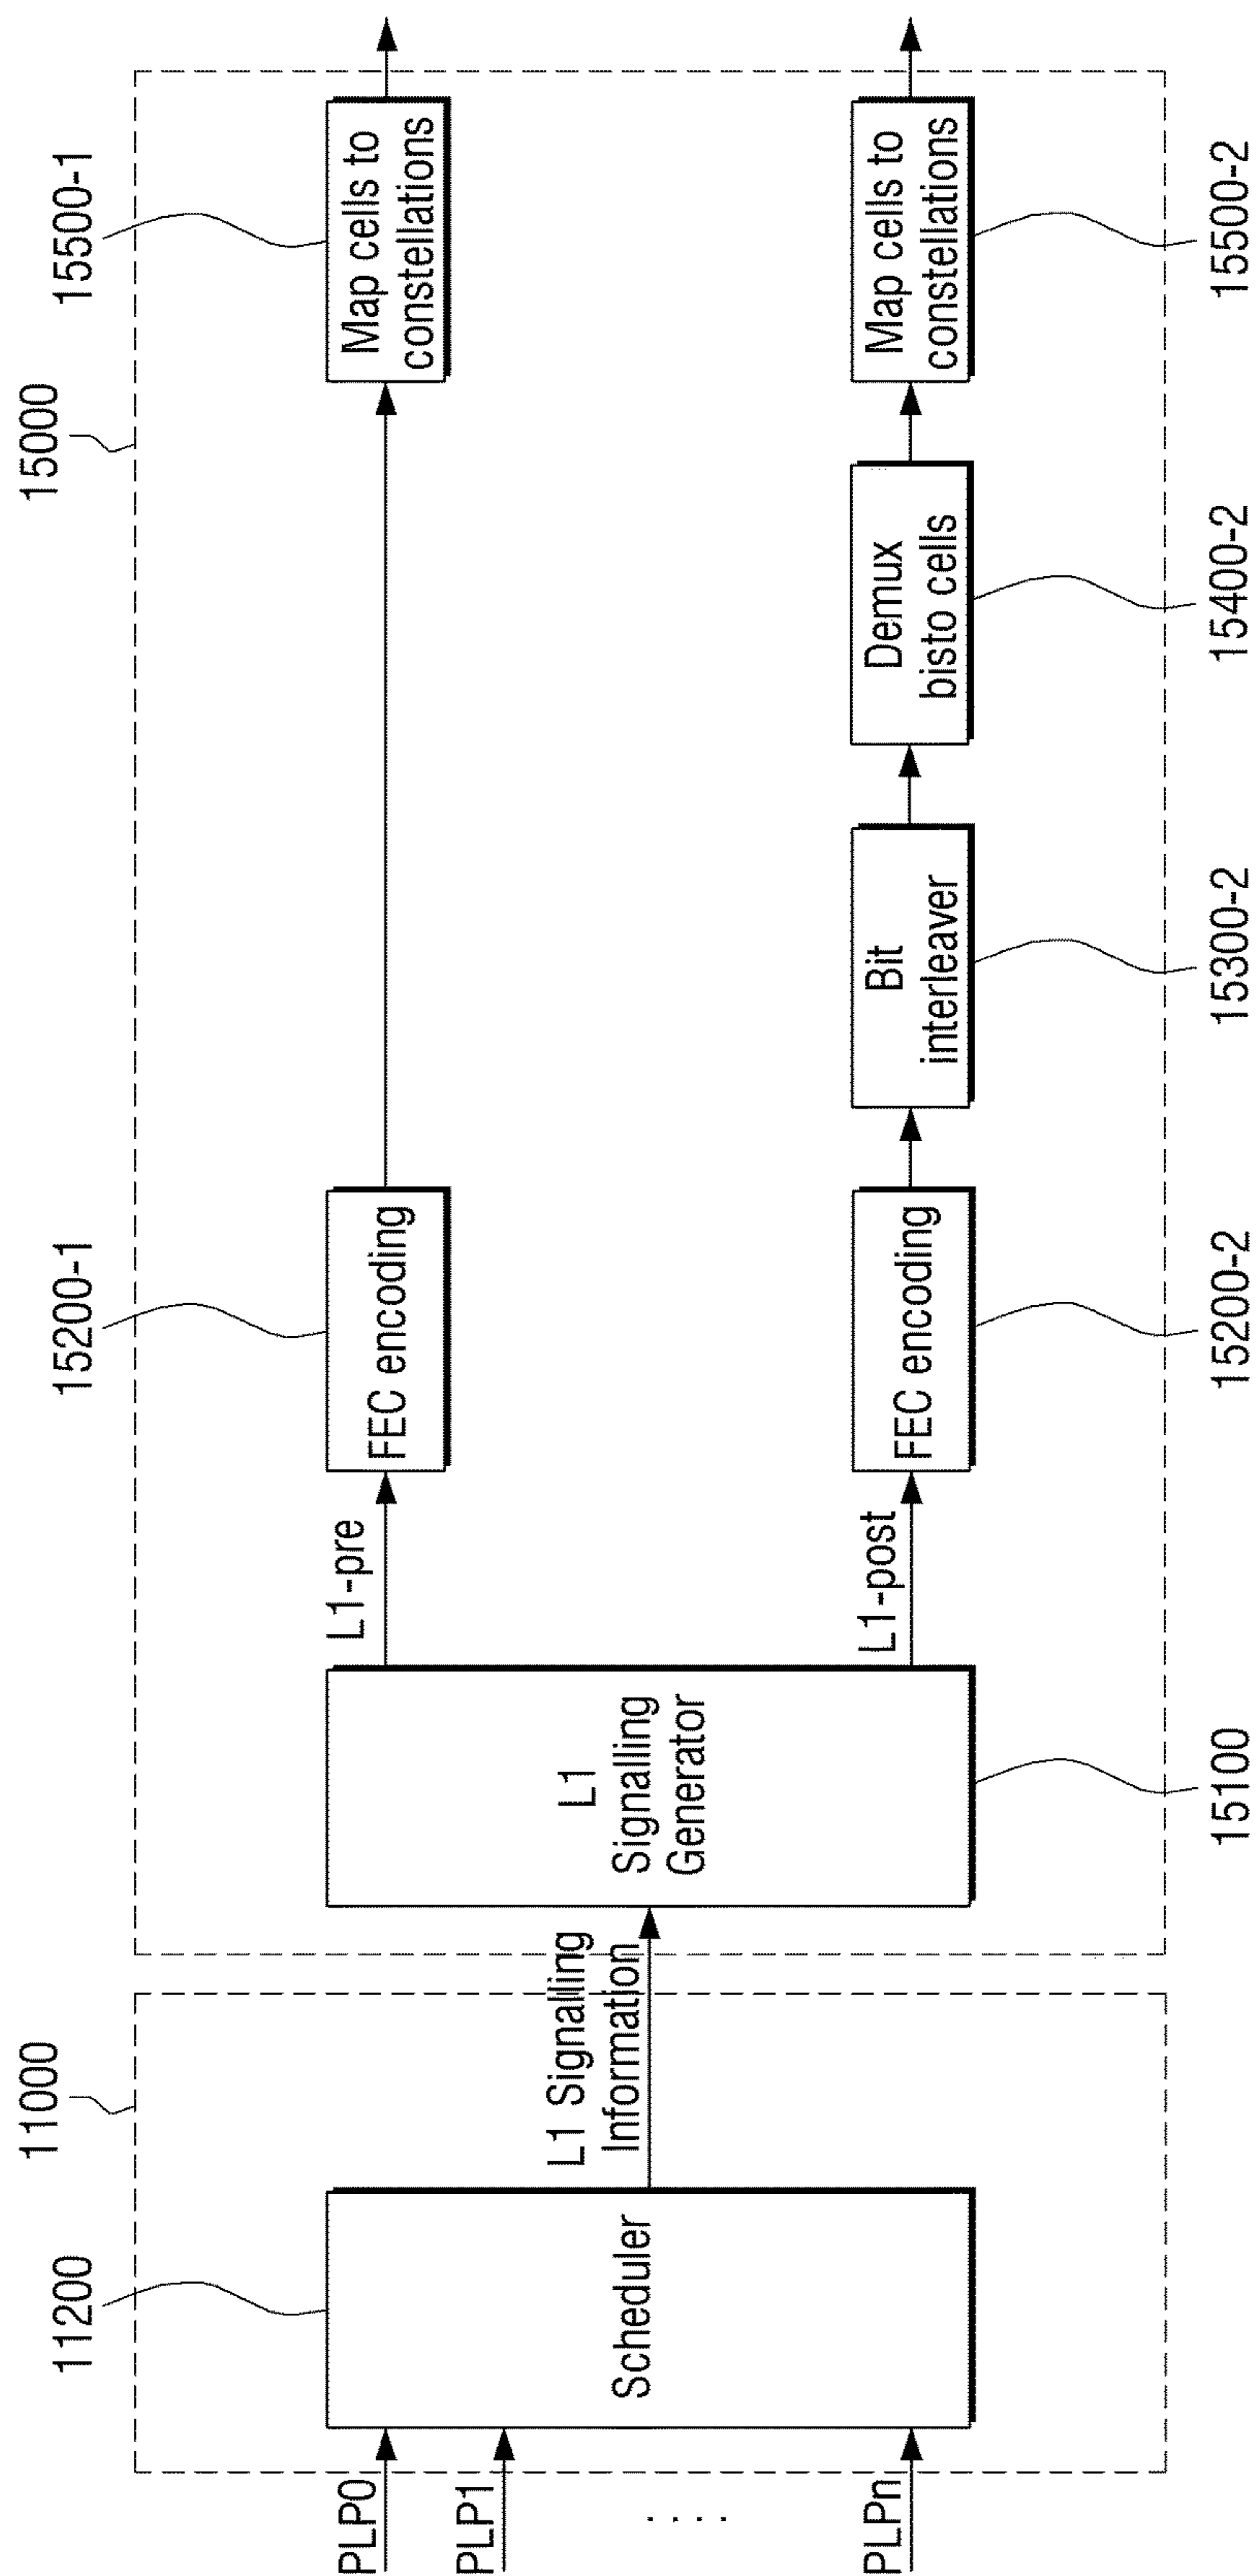 11000
15000
11200
15200-1
15500-1
PLP0
PLP1
. . . .
PLPn
Scheduler
L1 Signalling
Information
L1
Signalling
Generator
L1-pre
FEC encoding
Map cells to
constellations
L1-post
FEC encoding
Bit
interleaver
Demux
bisto cells
Map cells to
constellations
15100
15200-2
15300-2
15400-2
15500-2